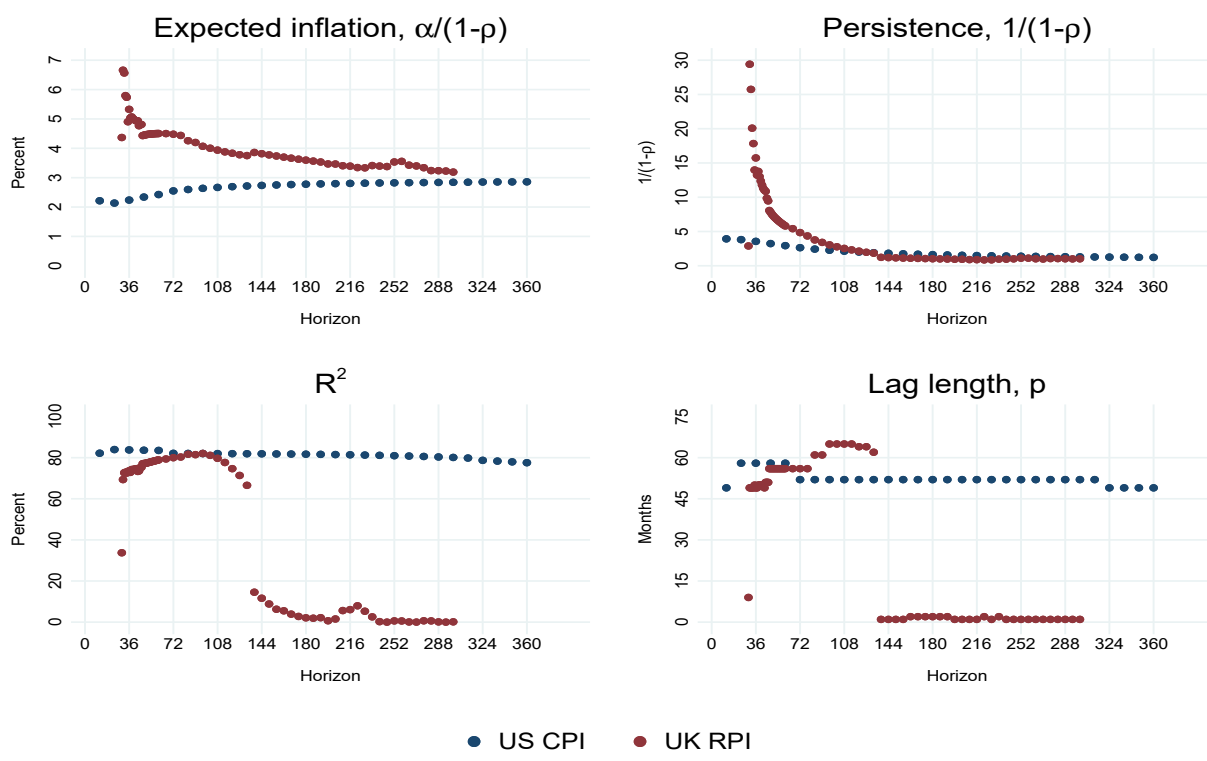 Expected inflation, α/(1-ρ)
Percent
7
6
5
4
3
2
1
0
0 36 72 108 144 180 216 252 288 324 360
Horizon
Persistence, 1/(1-ρ)
1/(1-ρ)
30
25
20
15
10
5
0
0 36 72 108 144 180 216 252 288 324 360
Horizon
R²
Percent
100
80
60
40
20
0
0 36 72 108 144 180 216 252 288 324 360
Horizon
Lag length, p
Months
75
60
45
30
15
0
0 36 72 108 144 180 216 252 288 324 360
Horizon
US CPI UK RPI